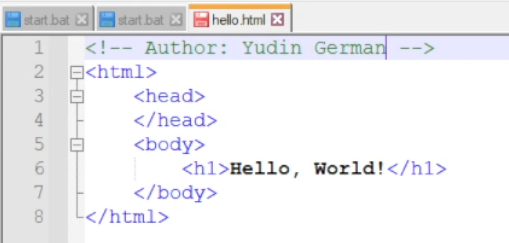 start.bat start.bat hello.html
1 <!-- Author: Yudin German -->
2 <html>
3 <head>
4 </head>
5 <body>
6 <h1>Hello, World!</h1>
7 </body>
8 </html>